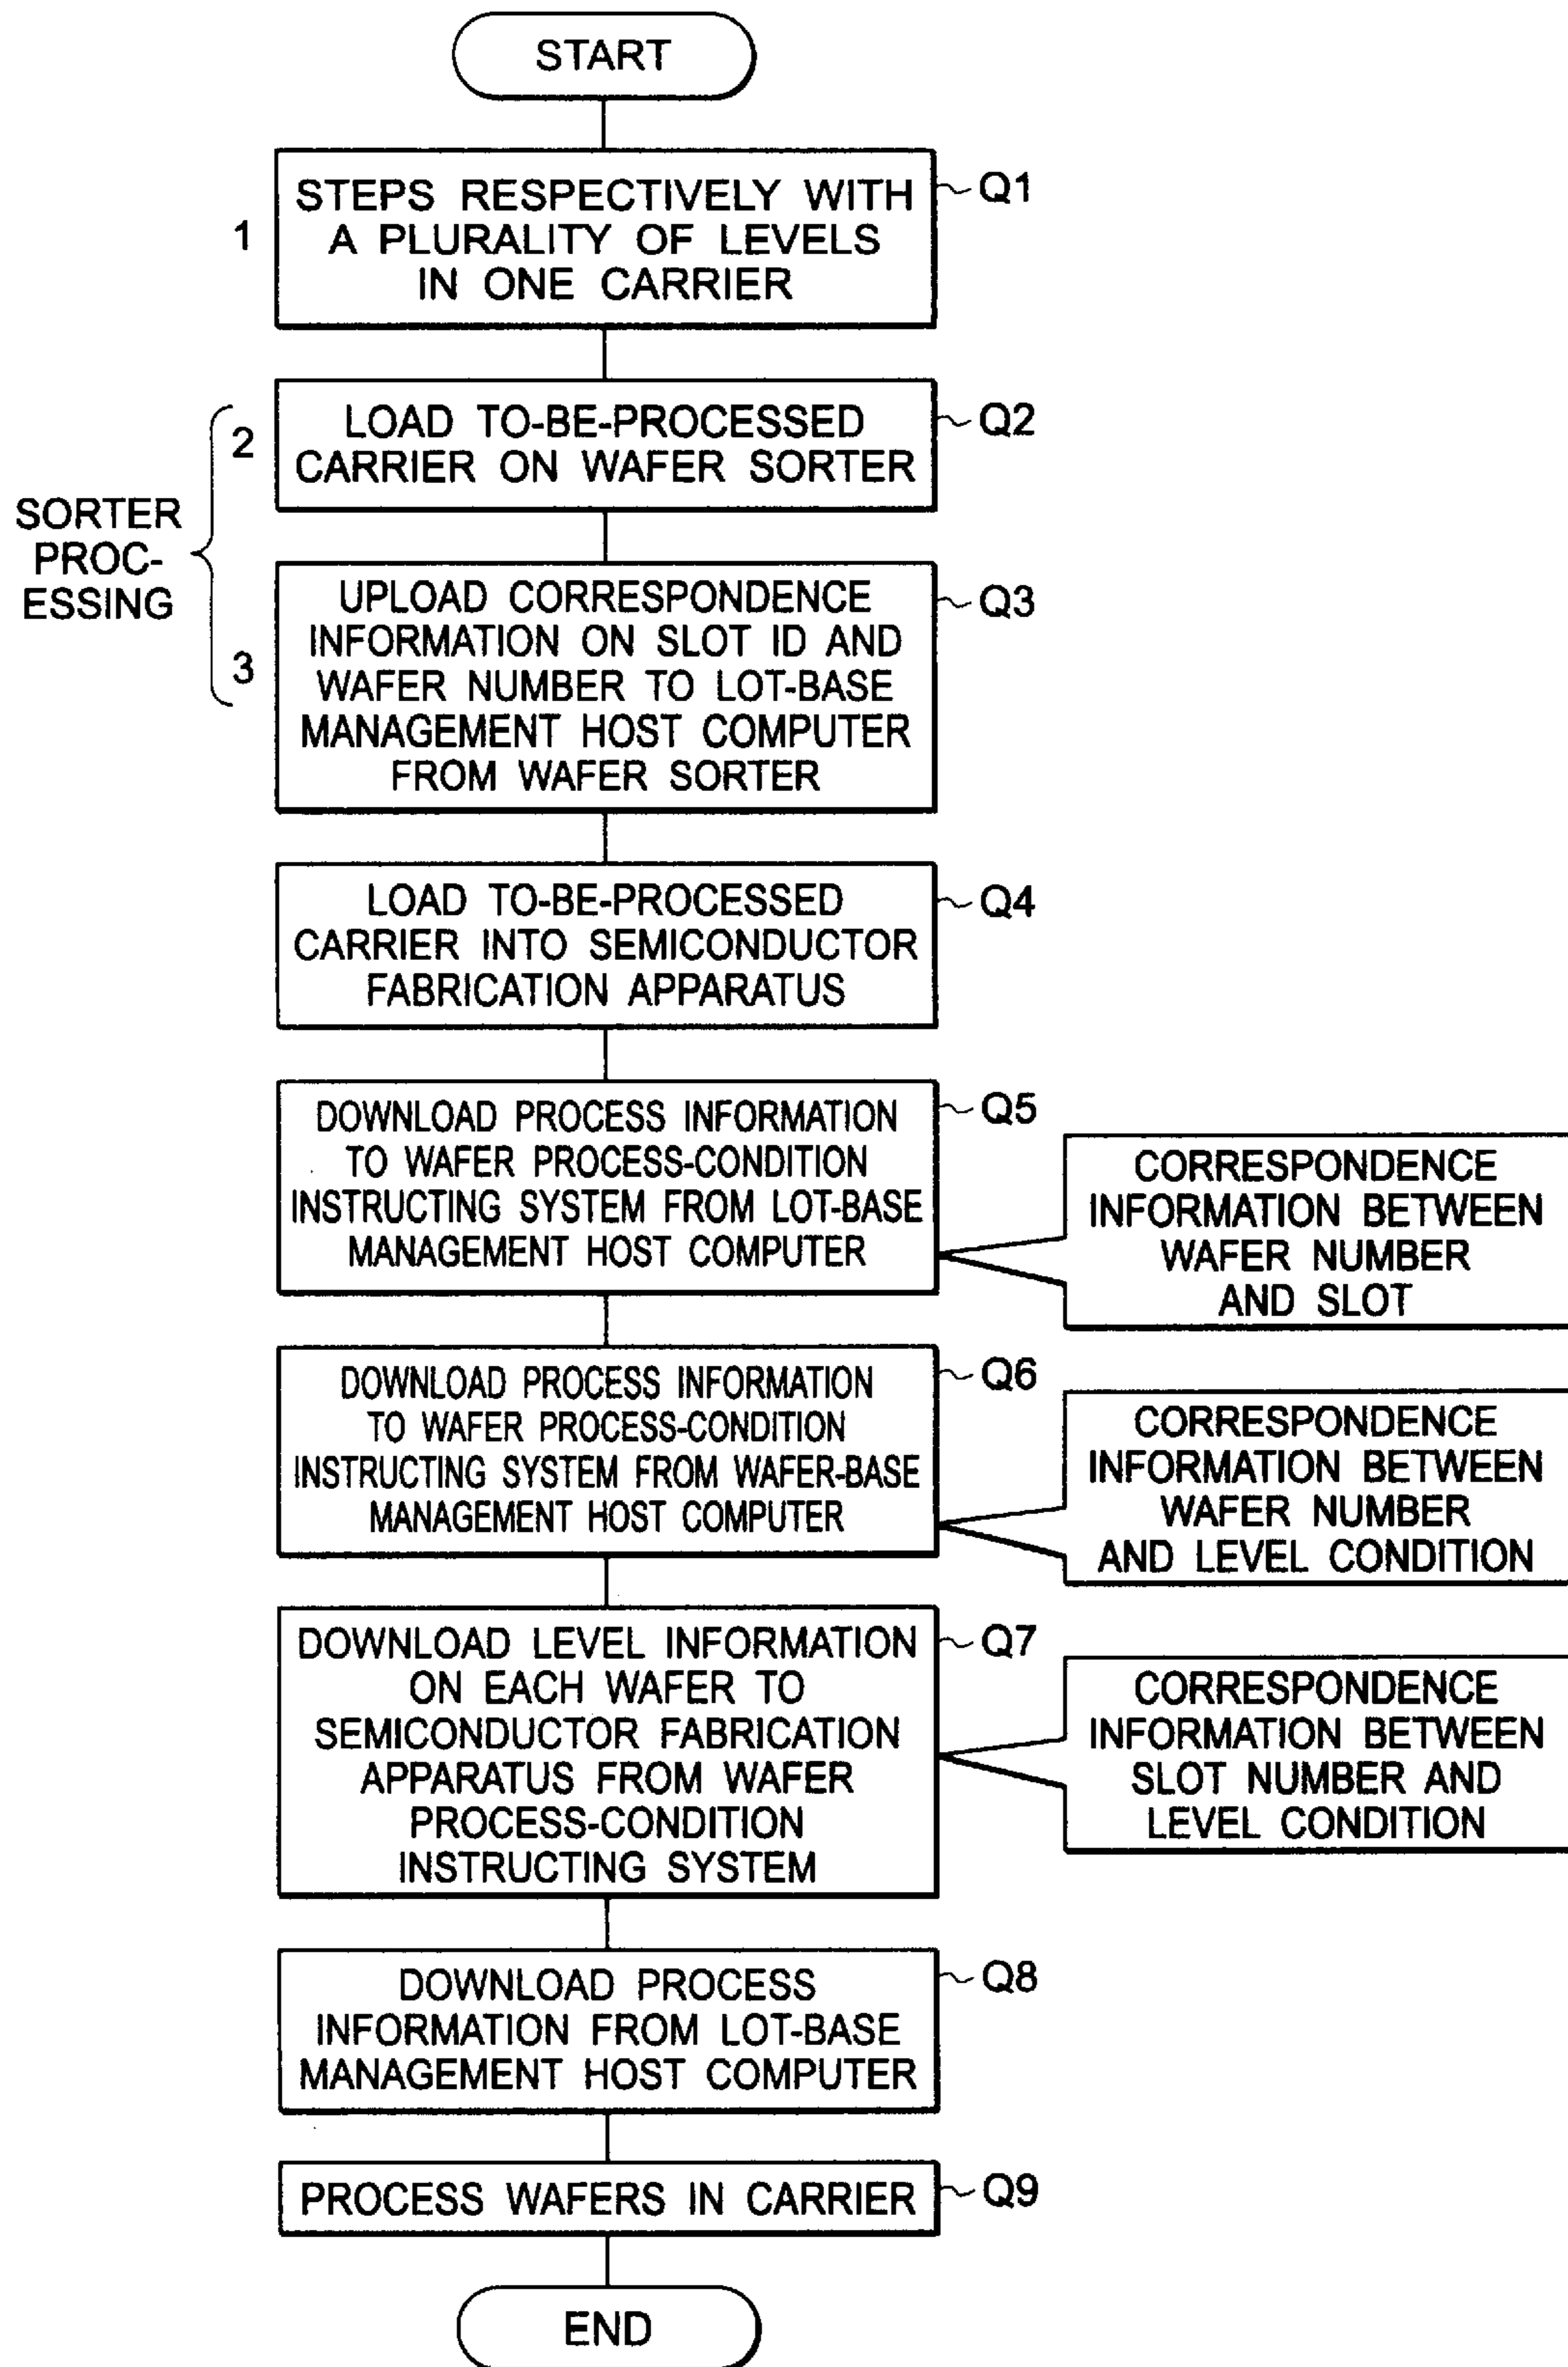 START
1
STEPS RESPECTIVELY WITH
A PLURALITY OF LEVELS
IN ONE CARRIER
Q1
SORTER
PROC-
ESSING
2
LOAD TO-BE-PROCESSED
CARRIER ON WAFER SORTER
Q2
3
UPLOAD CORRESPONDENCE
INFORMATION ON SLOT ID AND
WAFER NUMBER TO LOT-BASE
MANAGEMENT HOST COMPUTER
FROM WAFER SORTER
Q3
LOAD TO-BE-PROCESSED
CARRIER INTO SEMICONDUCTOR
FABRICATION APPARATUS
Q4
DOWNLOAD PROCESS INFORMATION
TO WAFER PROCESS-CONDITION
INSTRUCTING SYSTEM FROM LOT-BASE
MANAGEMENT HOST COMPUTER
Q5
CORRESPONDENCE
INFORMATION BETWEEN
WAFER NUMBER
AND SLOT
DOWNLOAD PROCESS INFORMATION
TO WAFER PROCESS-CONDITION
INSTRUCTING SYSTEM FROM WAFER-BASE
MANAGEMENT HOST COMPUTER
Q6
CORRESPONDENCE
INFORMATION BETWEEN
WAFER NUMBER
AND LEVEL CONDITION
DOWNLOAD LEVEL INFORMATION
ON EACH WAFER TO
SEMICONDUCTOR FABRICATION
APPARATUS FROM WAFER
PROCESS-CONDITION
INSTRUCTING SYSTEM
Q7
CORRESPONDENCE
INFORMATION BETWEEN
SLOT NUMBER AND
LEVEL CONDITION
DOWNLOAD PROCESS
INFORMATION FROM LOT-BASE
MANAGEMENT HOST COMPUTER
Q8
PROCESS WAFERS IN CARRIER
Q9
END